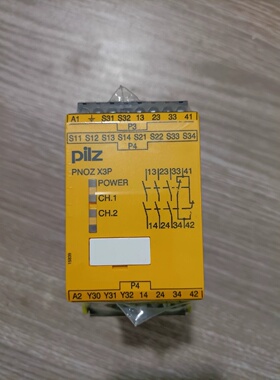 A1 ⏚ S31 S32 13 23 33 41
P3
S11 S12 S13 S14 S21 S22 S33 S34
P4
pilz
PNOZ X3P
POWER
CH.1
CH.2
13 23 33 41
14 24 34 42
P4
A2 Y30 Y31 Y32 14 24 34 42